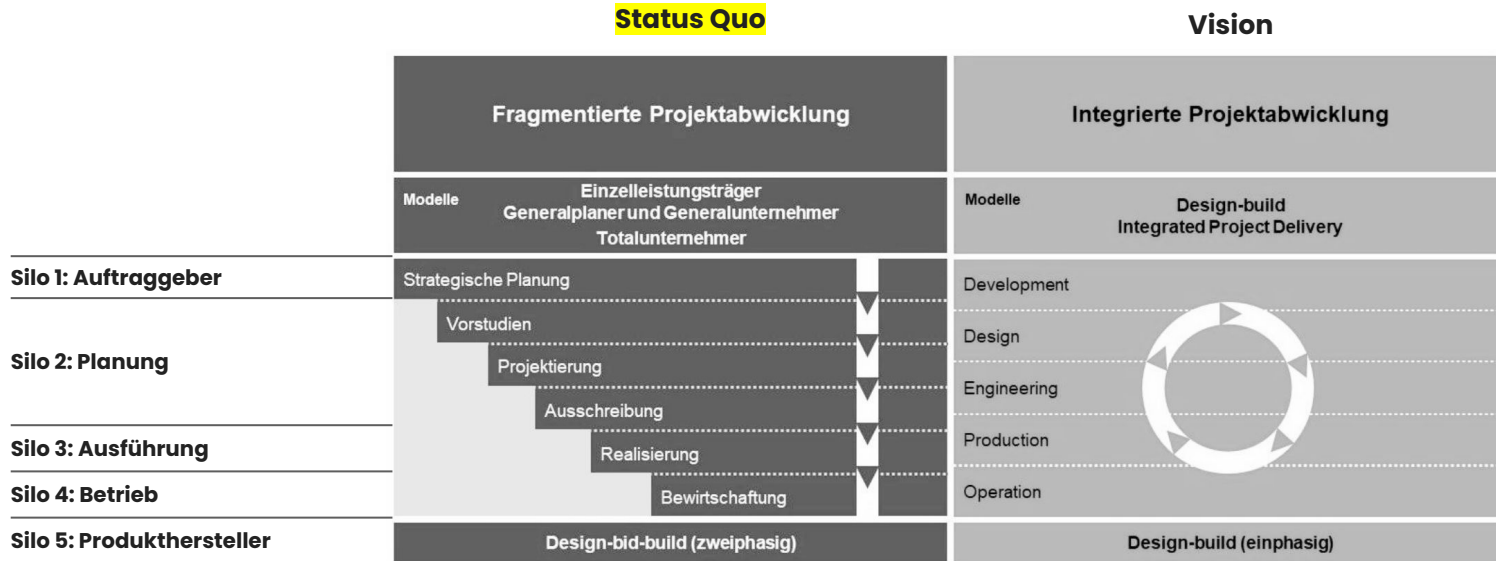 Status Quo
Vision
Fragmentierte Projektabwicklung
Integrierte Projektabwicklung
Modelle
Einzelleistungsträger
Generalplaner und Generalunternehmer
Totalunternehmer
Modelle
Design-build
Integrated Project Delivery
Silo 1: Auftraggeber
Strategische Planung
Development
Vorstudien
Design
Silo 2: Planung
Projektierung
Engineering
Ausschreibung
Silo 3: Ausführung
Realisierung
Production
Silo 4: Betrieb
Bewirtschaftung
Operation
Silo 5: Produkthersteller
Design-bid-build (zweiphasig)
Design-build (einphasig)